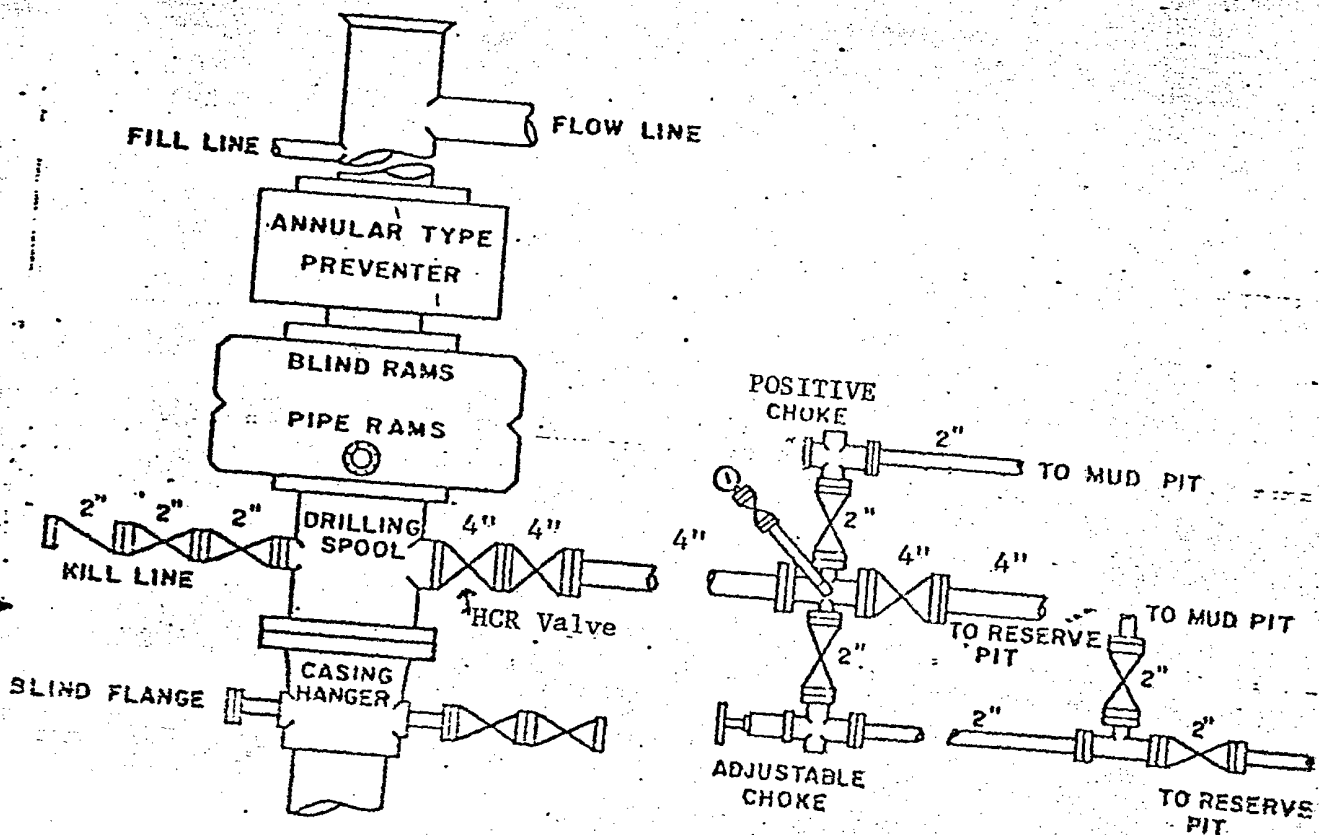 FILL LINE
FLOW LINE
ANNULAR TYPE
PREVENTER
BLIND RAMS
PIPE RAMS
POSITIVE
CHOKE
2"
TO MUD PIT
2" 2" 2"
DRILLING
SPOOL
4" 4"
4"
2"
4" 4"
KILL LINE
HCR Valve
TO RESERVE
PIT
TO MUD PIT
2"
2"
CASING
HANGER
BLIND FLANGE
2"
2"
ADJUSTABLE
CHOKE
TO RESERVE
PIT